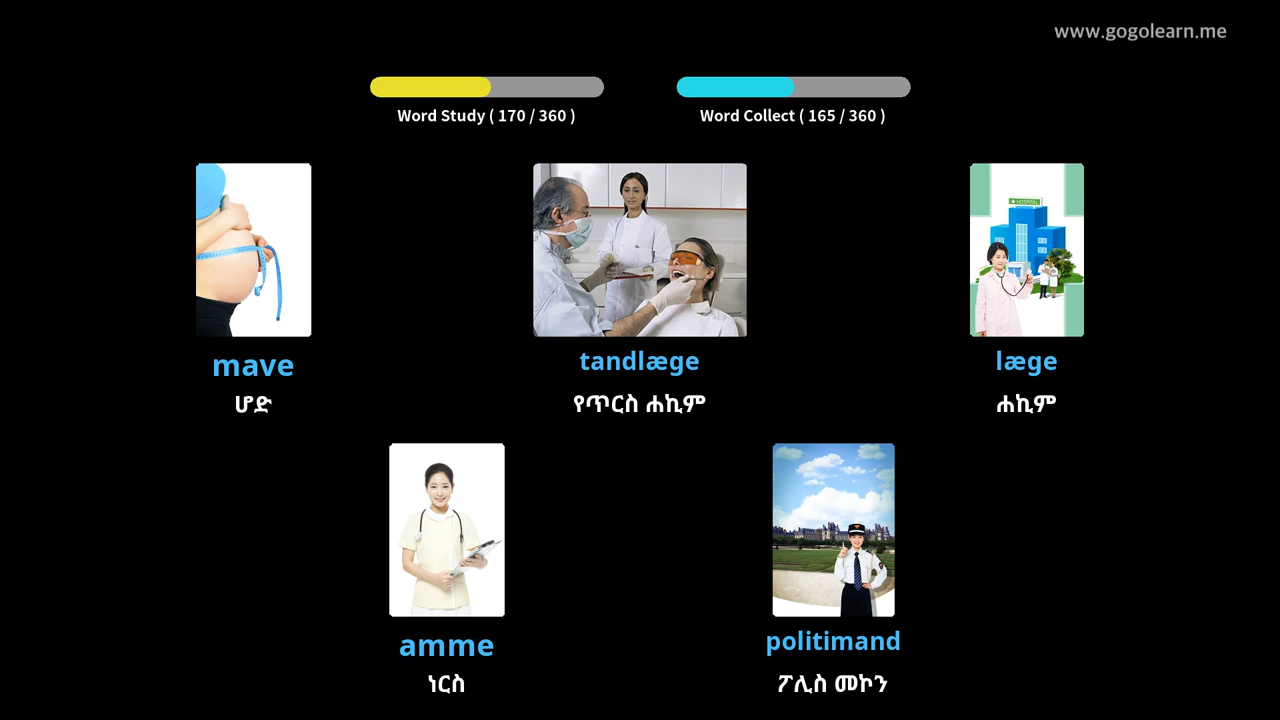 www.gogolearn.me
Word Study ( 170 / 360 )
Word Collect ( 165 / 360 )
HOSPITAL
mave
ሆድ
tandlæge
የጥርስ ሐኪም
læge
ሐኪም
amme
ነርስ
politimand
ፖሊስ መኮን